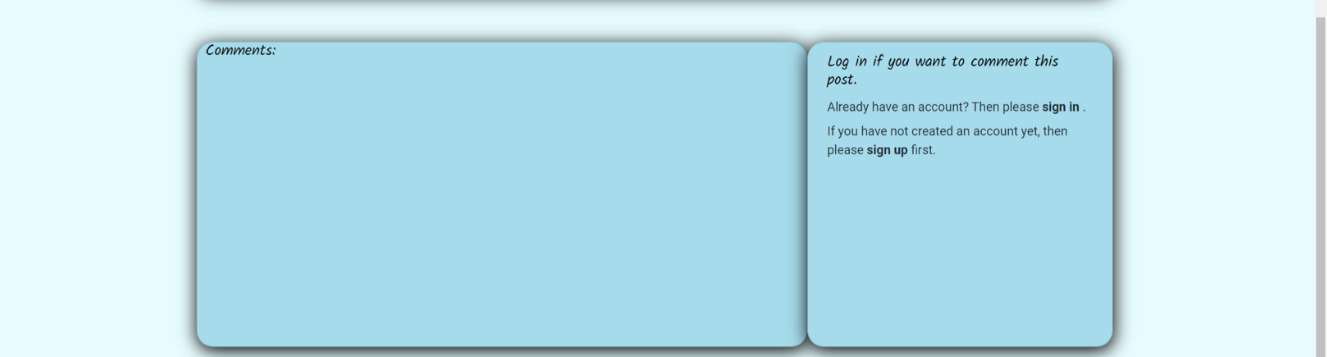 Comments:
Log in if you want to comment this
post.
Already have an account? Then please sign in .
If you have not created an account yet, then
please sign up first.